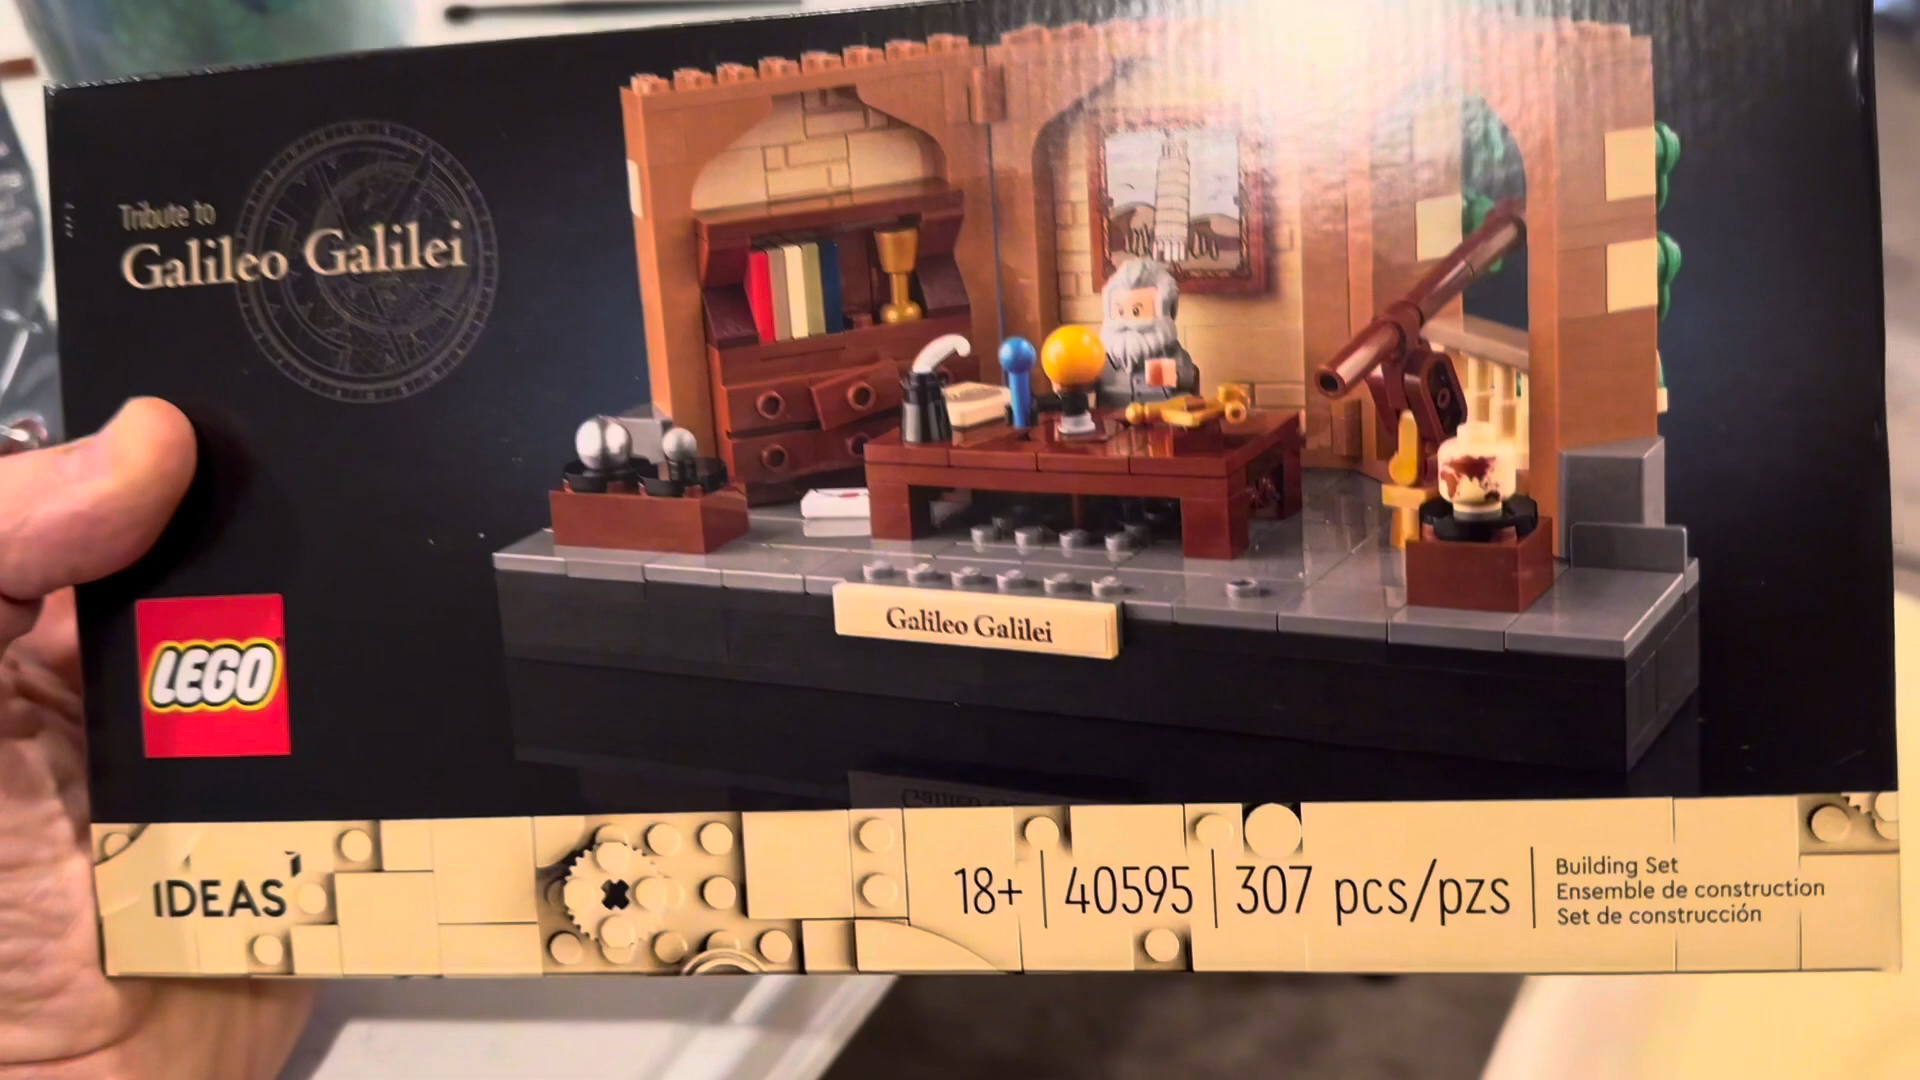 Tribute to
Galileo Galilei
Galileo Galilei
LEGO
IDEAS
18+ | 40595 | 307 pcs/pzs
Building Set
Ensemble de construction
Set de construcción